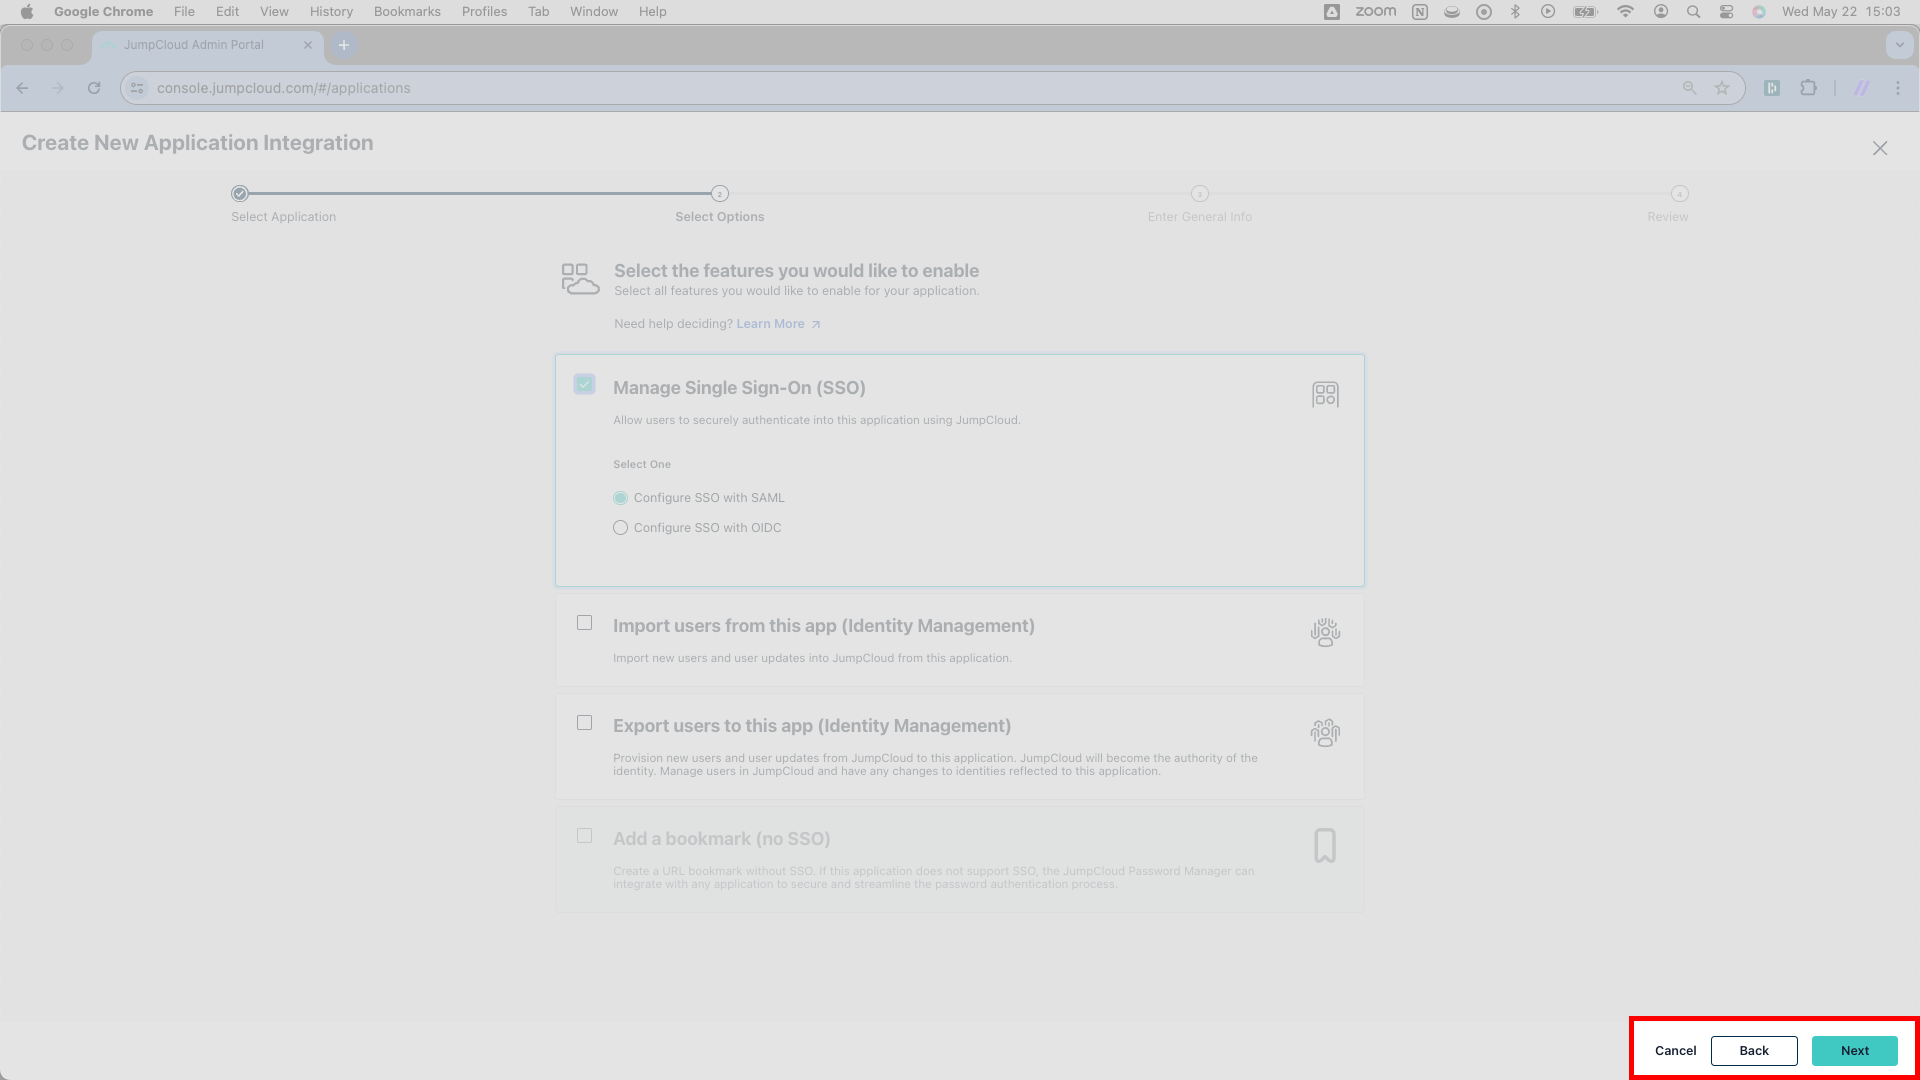 Google Chrome File Edit View History Bookmarks Profiles Tab Window Help zoom Wed May 22 15:03
JumpCloud Admin Portal
console.jumpcloud.com/#/applications
Create New Application Integration
2 3 4
Select Application Select Options Enter General Info Review
Select the features you would like to enable
Select all features you would like to enable for your application.
Need help deciding? Learn More
Manage Single Sign-On (SSO)
Allow users to securely authenticate into this application using JumpCloud.
Select One
Configure SSO with SAML
Configure SSO with OIDC
Import users from this app (Identity Management)
Import new users and user updates into JumpCloud from this application.
Export users to this app (Identity Management)
Provision new users and user updates from JumpCloud to this application. JumpCloud will become the authority of the
identity. Manage users in JumpCloud and have any changes to identities reflected to this application.
Add a bookmark (no SSO)
Create a URL bookmark without SSO. If this application does not support SSO, the JumpCloud Password Manager can
integrate with any application to secure and streamline the password authentication process.
Cancel Back Next